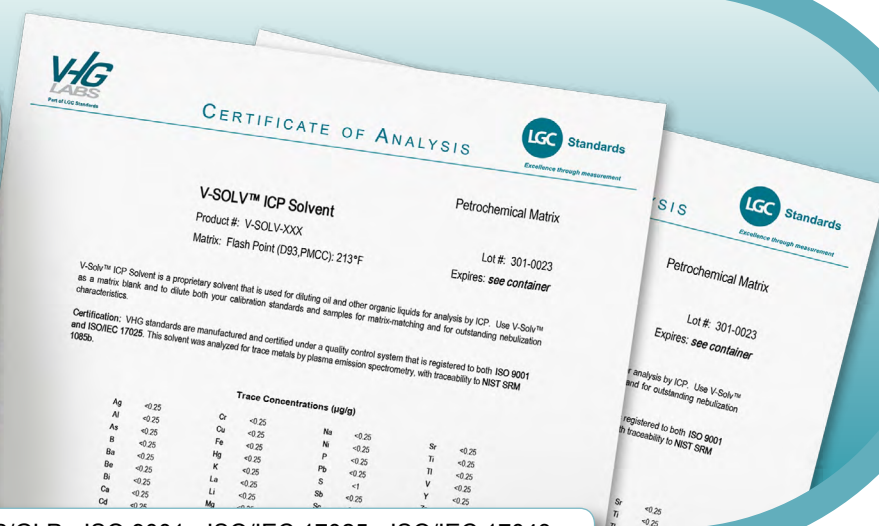 VHG
LABS
Part of LGC Standards
CERTIFICATE OF ANALYSIS
LGC Standards
Excellence through measurement
V-SOLV™ ICP Solvent
Petrochemical Matrix
Product #: V-SOLV-XXX
Matrix: Flash Point (D93,PMCC): 213°F
Lot #: 301-0023
Expires: see container
V-Solv™ ICP Solvent is a proprietary solvent that is used for diluting oil and other organic liquids for analysis by ICP. Use V-Solv™
as a matrix blank and to dilute both your calibration standards and samples for matrix-matching and for outstanding nebulization
characteristics.
Certification: VHG standards are manufactured and certified under a quality control system that is registered to both ISO 9001
and ISO/IEC 17025. This solvent was analyzed for trace metals by plasma emission spectrometry, with traceability to NIST SRM
1085b.
Trace Concentrations (µg/g)
Ag <0.25 Cr <0.25 Na <0.25 Sr <0.25
Al <0.25 Cu <0.25 Ni <0.25 Ti <0.25
As <0.25 Fe <0.25 P <0.25 Tl <0.25
B <0.25 Hg <0.25 Pb <0.25 V <0.25
Ba <0.25 K <0.25 S <1 Y <0.25
Be <0.25 La <0.25 Sb <0.25
Bi <0.25 Li <0.25
Ca <0.25 Mg <0.25
Cd <0.25
SIS
LGC Standards
Excellence through measurement
Petrochemical Matrix
Lot #: 301-0023
Expires: see container
analysis by ICP. Use V-Solv™
and for outstanding nebulization
registered to both ISO 9001
traceability to NIST SRM
Sr <0.25
Ti <0.25
ISO 9001 ISO/IEC 17025